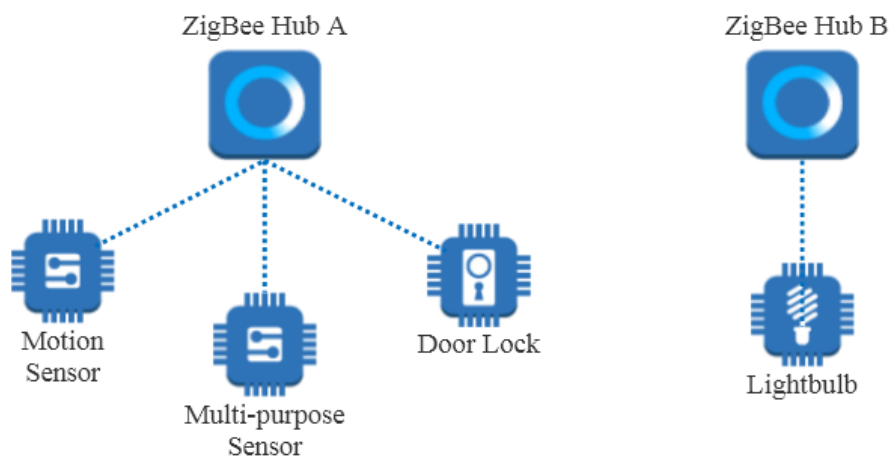 ZigBee Hub A
ZigBee Hub B
Motion
Sensor
Multi-purpose
Sensor
Door Lock
Lightbulb